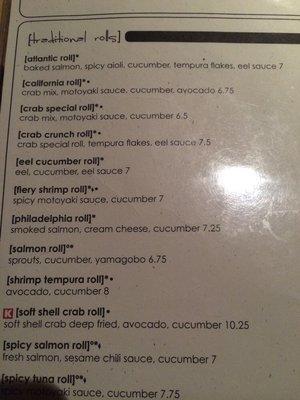 [traditional rolls]
[atlantic roll]*
baked salmon, spicy aioli, cucumber, tempura flakes, eel sauce 7
[california roll]*•
crab mix, motoyaki sauce, cucumber, avocado 6.75
[crab special roll]*•
crab mix, motoyaki sauce, cucumber 6.5
[crab crunch roll]*•
crab special roll, tempura flakes, eel sauce 7.5
[eel cucumber roll]*
eel, cucumber, eel sauce 7
[fiery shrimp roll]*•
spicy motoyaki sauce, cucumber 7
[philadelphia roll]*
smoked salmon, cream cheese, cucumber 7.25
[salmon roll]°*
sprouts, cucumber, yamagobo 6.75
[shrimp tempura roll]*•
avocado, cucumber 8
K [soft shell crab roll]•
soft shell crab deep fried, avocado, cucumber 10.25
[spicy salmon roll]°*
fresh salmon, sesame chili sauce, cucumber 7
[spicy tuna roll]°*
spicy motoyaki sauce, cucumber 7.75